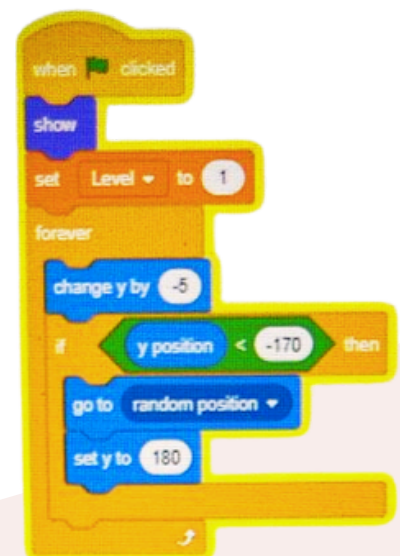 when clicked
show
set Level to 1
forever
change y by -5
if y position < -170 then
go to random position
set y to 180